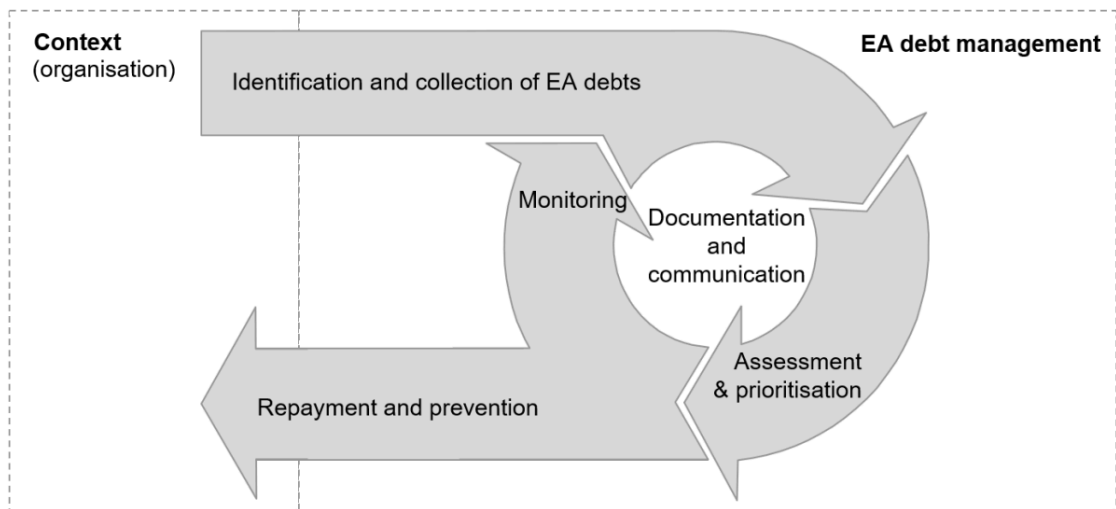 Context
(organisation)
EA debt management
Identification and collection of EA debts
Monitoring
Documentation
and
communication
Assessment
& prioritisation
Repayment and prevention